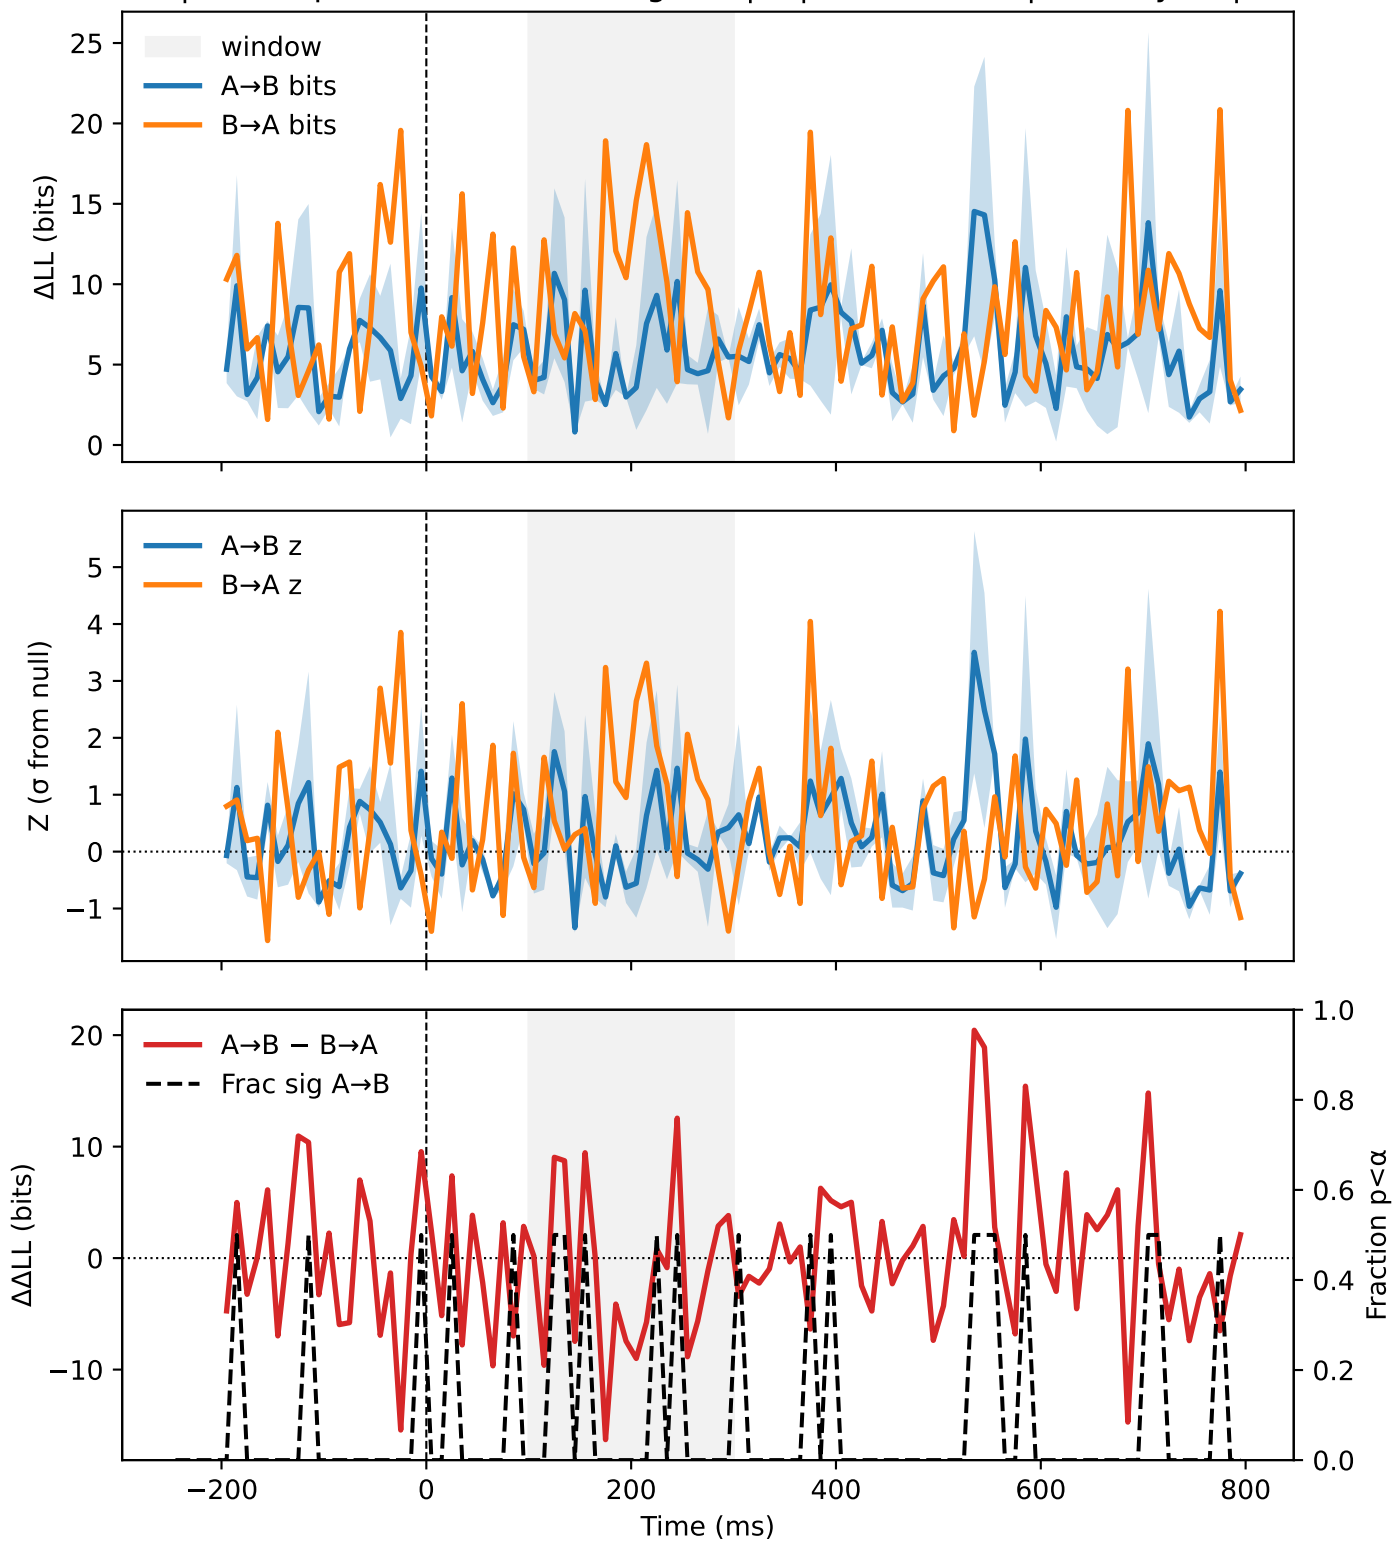 window
A→B bits
B→A bits
ΔLL (bits)
25
20
15
10
5
0
A→B z
B→A z
Z (σ from null)
5
4
3
2
1
0
−1
A→B − B→A
Frac sig A→B
ΔΔLL (bits)
20
10
0
−10
1.0
0.8
0.6
0.4
0.2
0.0
Fraction p<α
−200
0
200
400
600
800
Time (ms)